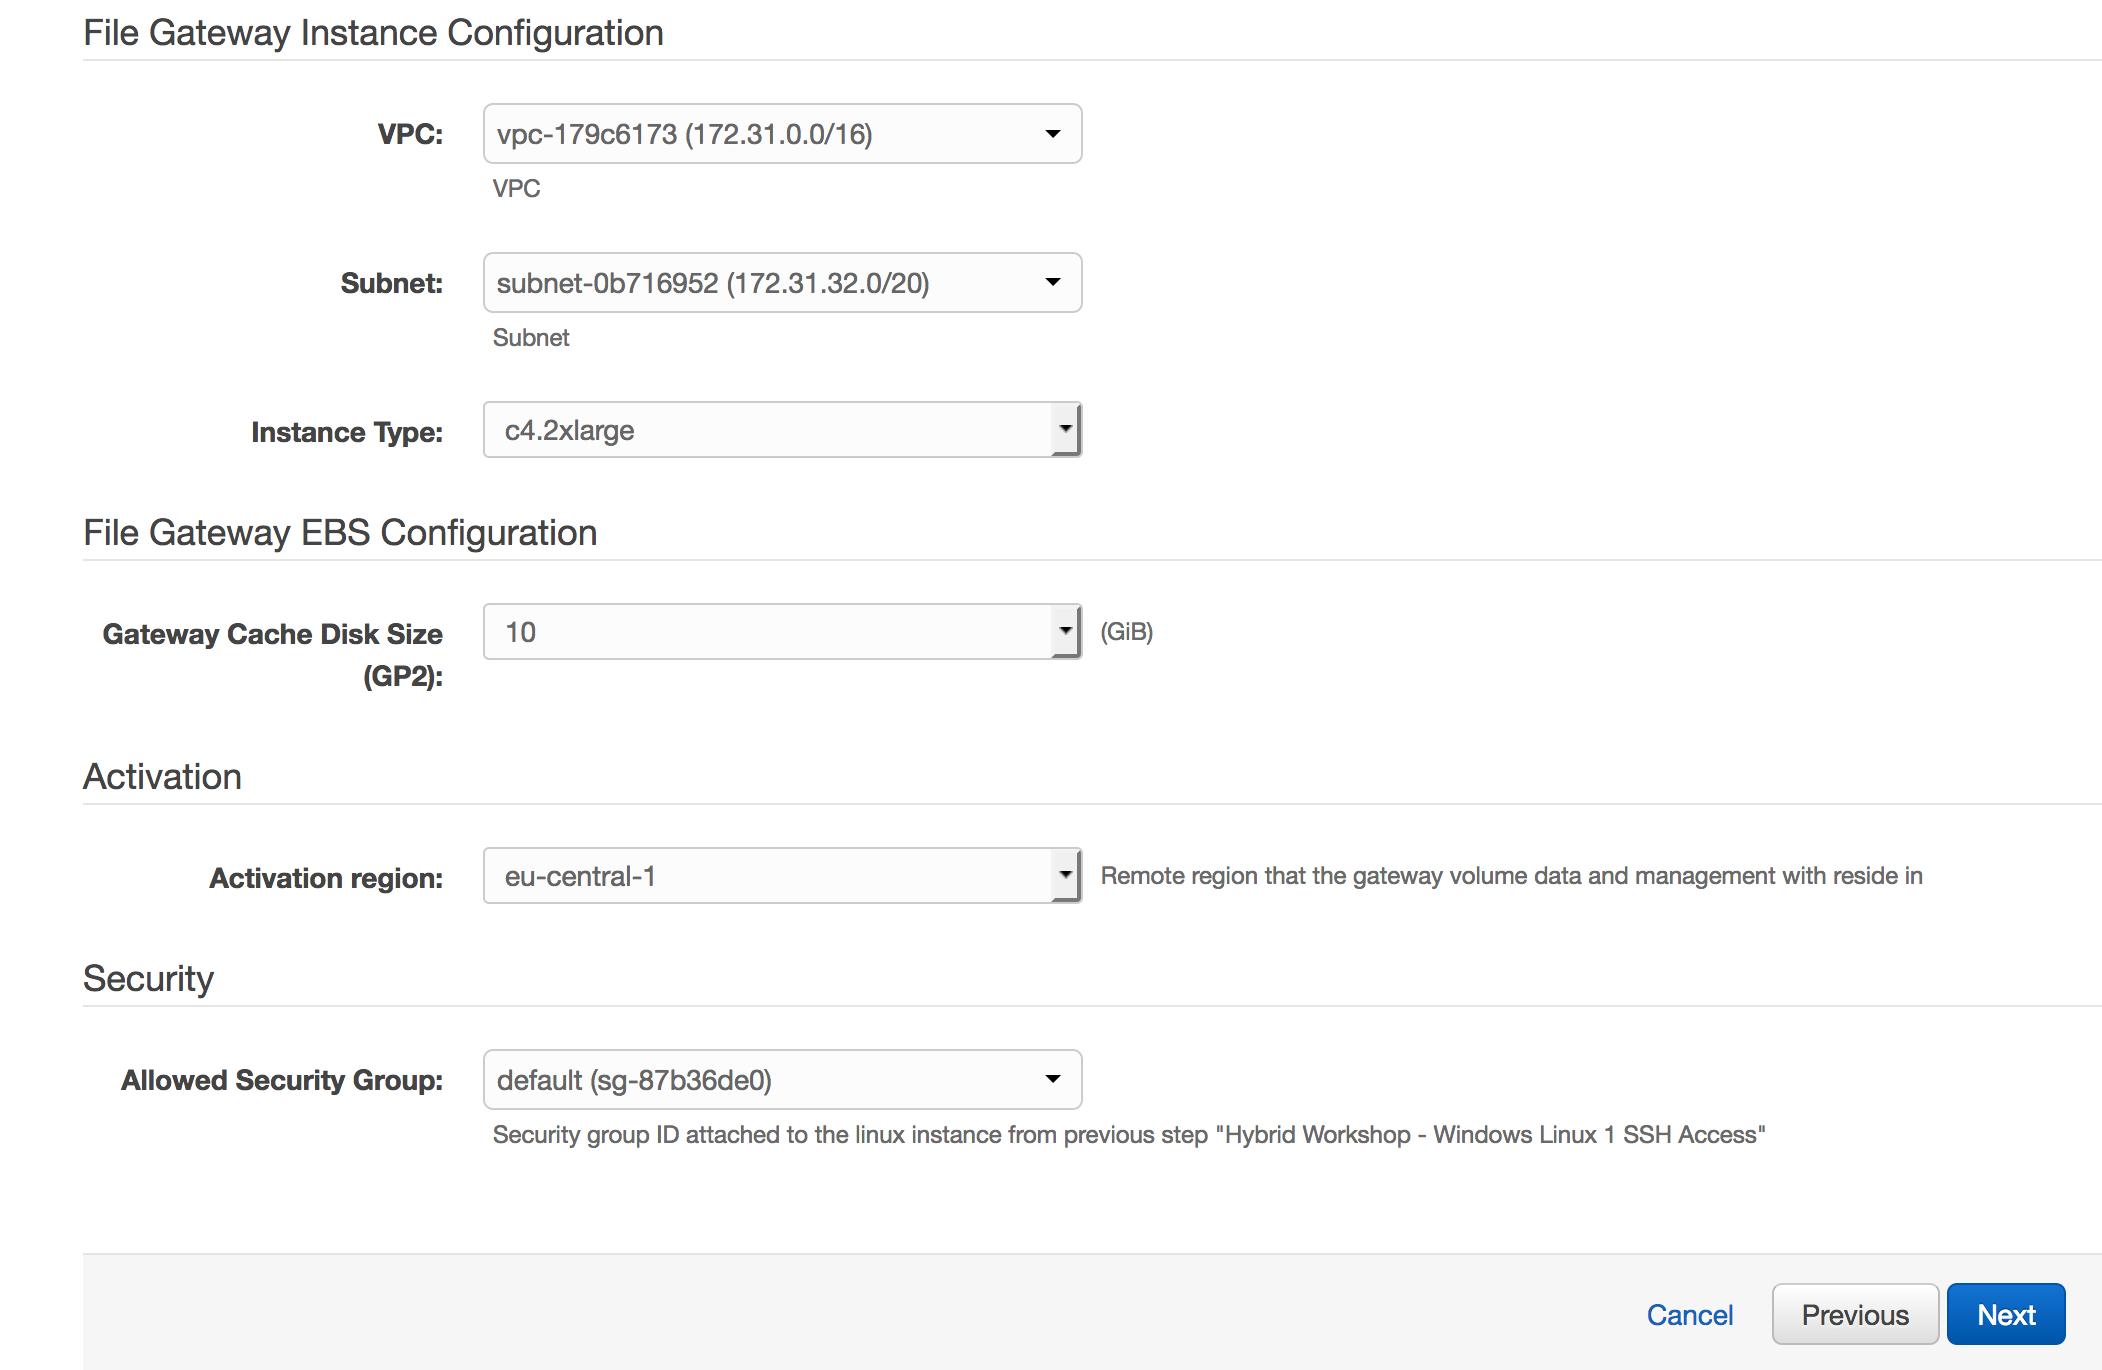 File Gateway Instance Configuration
VPC:
vpc-179c6173 (172.31.0.0/16)
VPC
Subnet:
subnet-0b716952 (172.31.32.0/20)
Subnet
Instance Type:
c4.2xlarge
File Gateway EBS Configuration
Gateway Cache Disk Size
(GP2):
10
(GiB)
Activation
Activation region:
eu-central-1
Remote region that the gateway volume data and management with reside in
Security
Allowed Security Group:
default (sg-87b36de0)
Security group ID attached to the linux instance from previous step "Hybrid Workshop - Windows Linux 1 SSH Access"
Cancel
Previous
Next